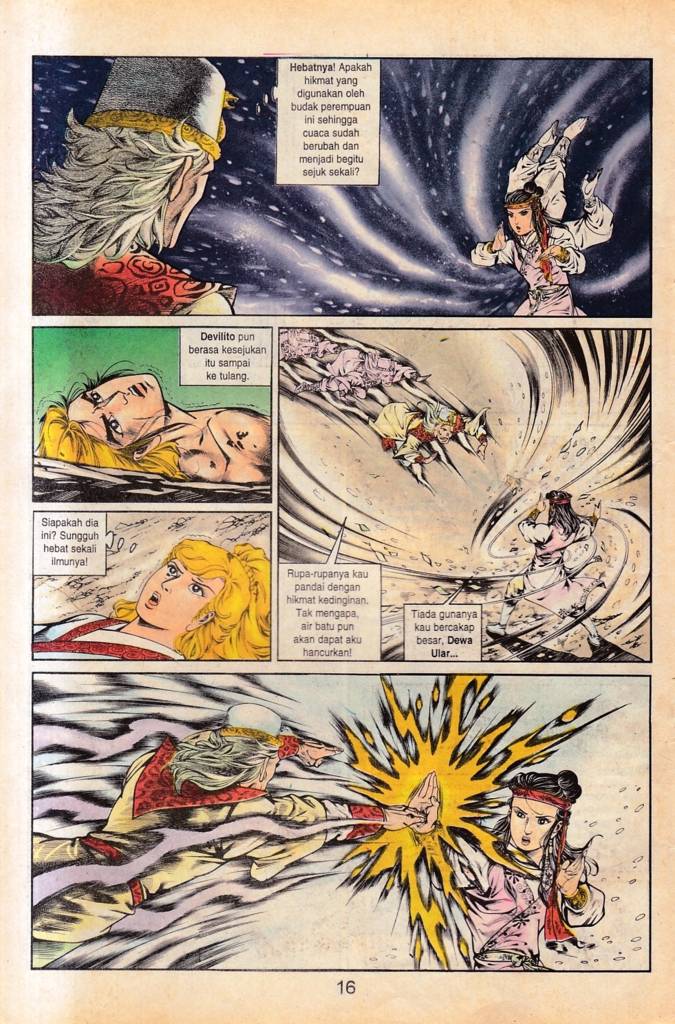 Hebatnya! Apakah
hikmat yang
digunakan oleh
budak perempuan
ini sehingga
cuaca sudah
berubah dan
menjadi begitu
sejuk sekali?
Devilito pun
berasa kesejukan
itu sampai
ke tulang.
Siapakah dia
ini? Sungguh
hebat sekali
ilmunya!
Rupa-rupanya kau
pandai dengan
hikmat kedinginan.
Tak mengapa,
air batu pun
akan dapat aku
hancurkan!
Tiada gunanya
kau bercakap
besar, Dewa
Ular...
16